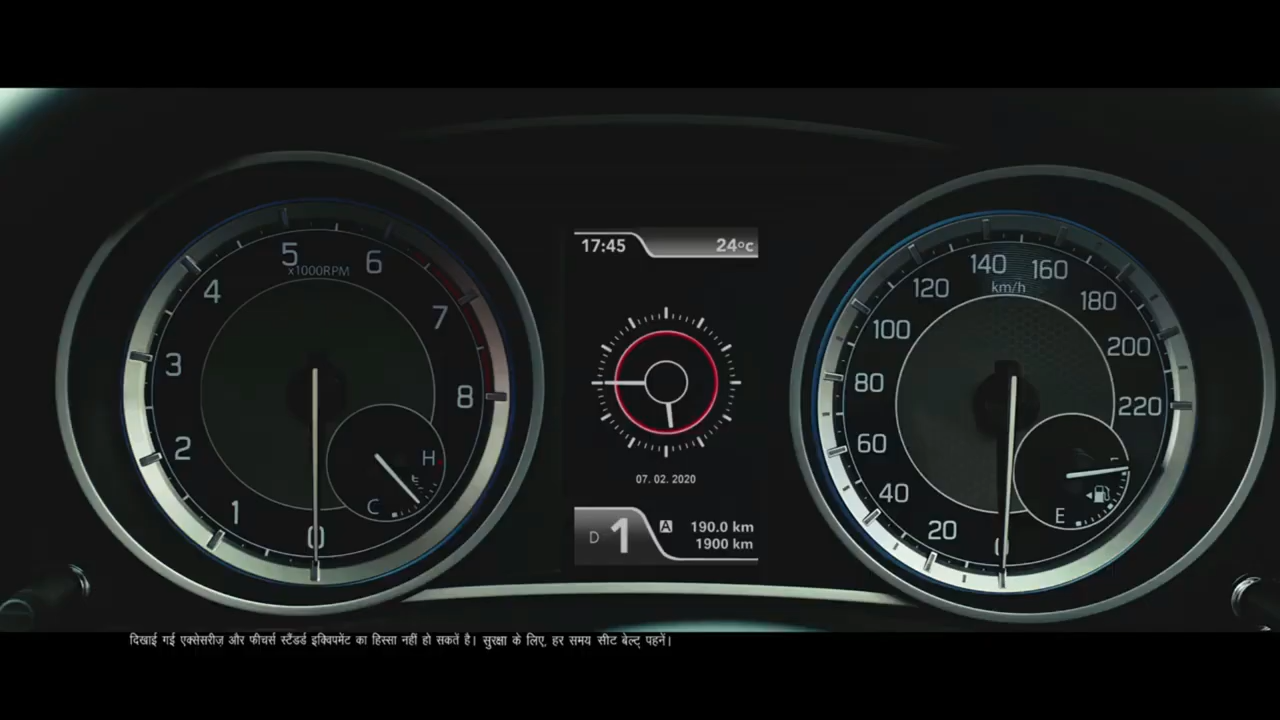 17:45 24°C
x1000RPM
0 1 2 3 4 5 6 7 8
C H
07. 02. 2020
D 1 A 190.0 km
1900 km
km/h
0 20 40 60 80 100 120 140 160 180 200 220
E
दिखाई गई एक्सेसरीज़ और फीचर्स स्टैंडर्ड इक्विपमेंट का हिस्सा नहीं हो सकतें है। सुरक्षा के लिए, हर समय सीट बेल्ट् पहनें।